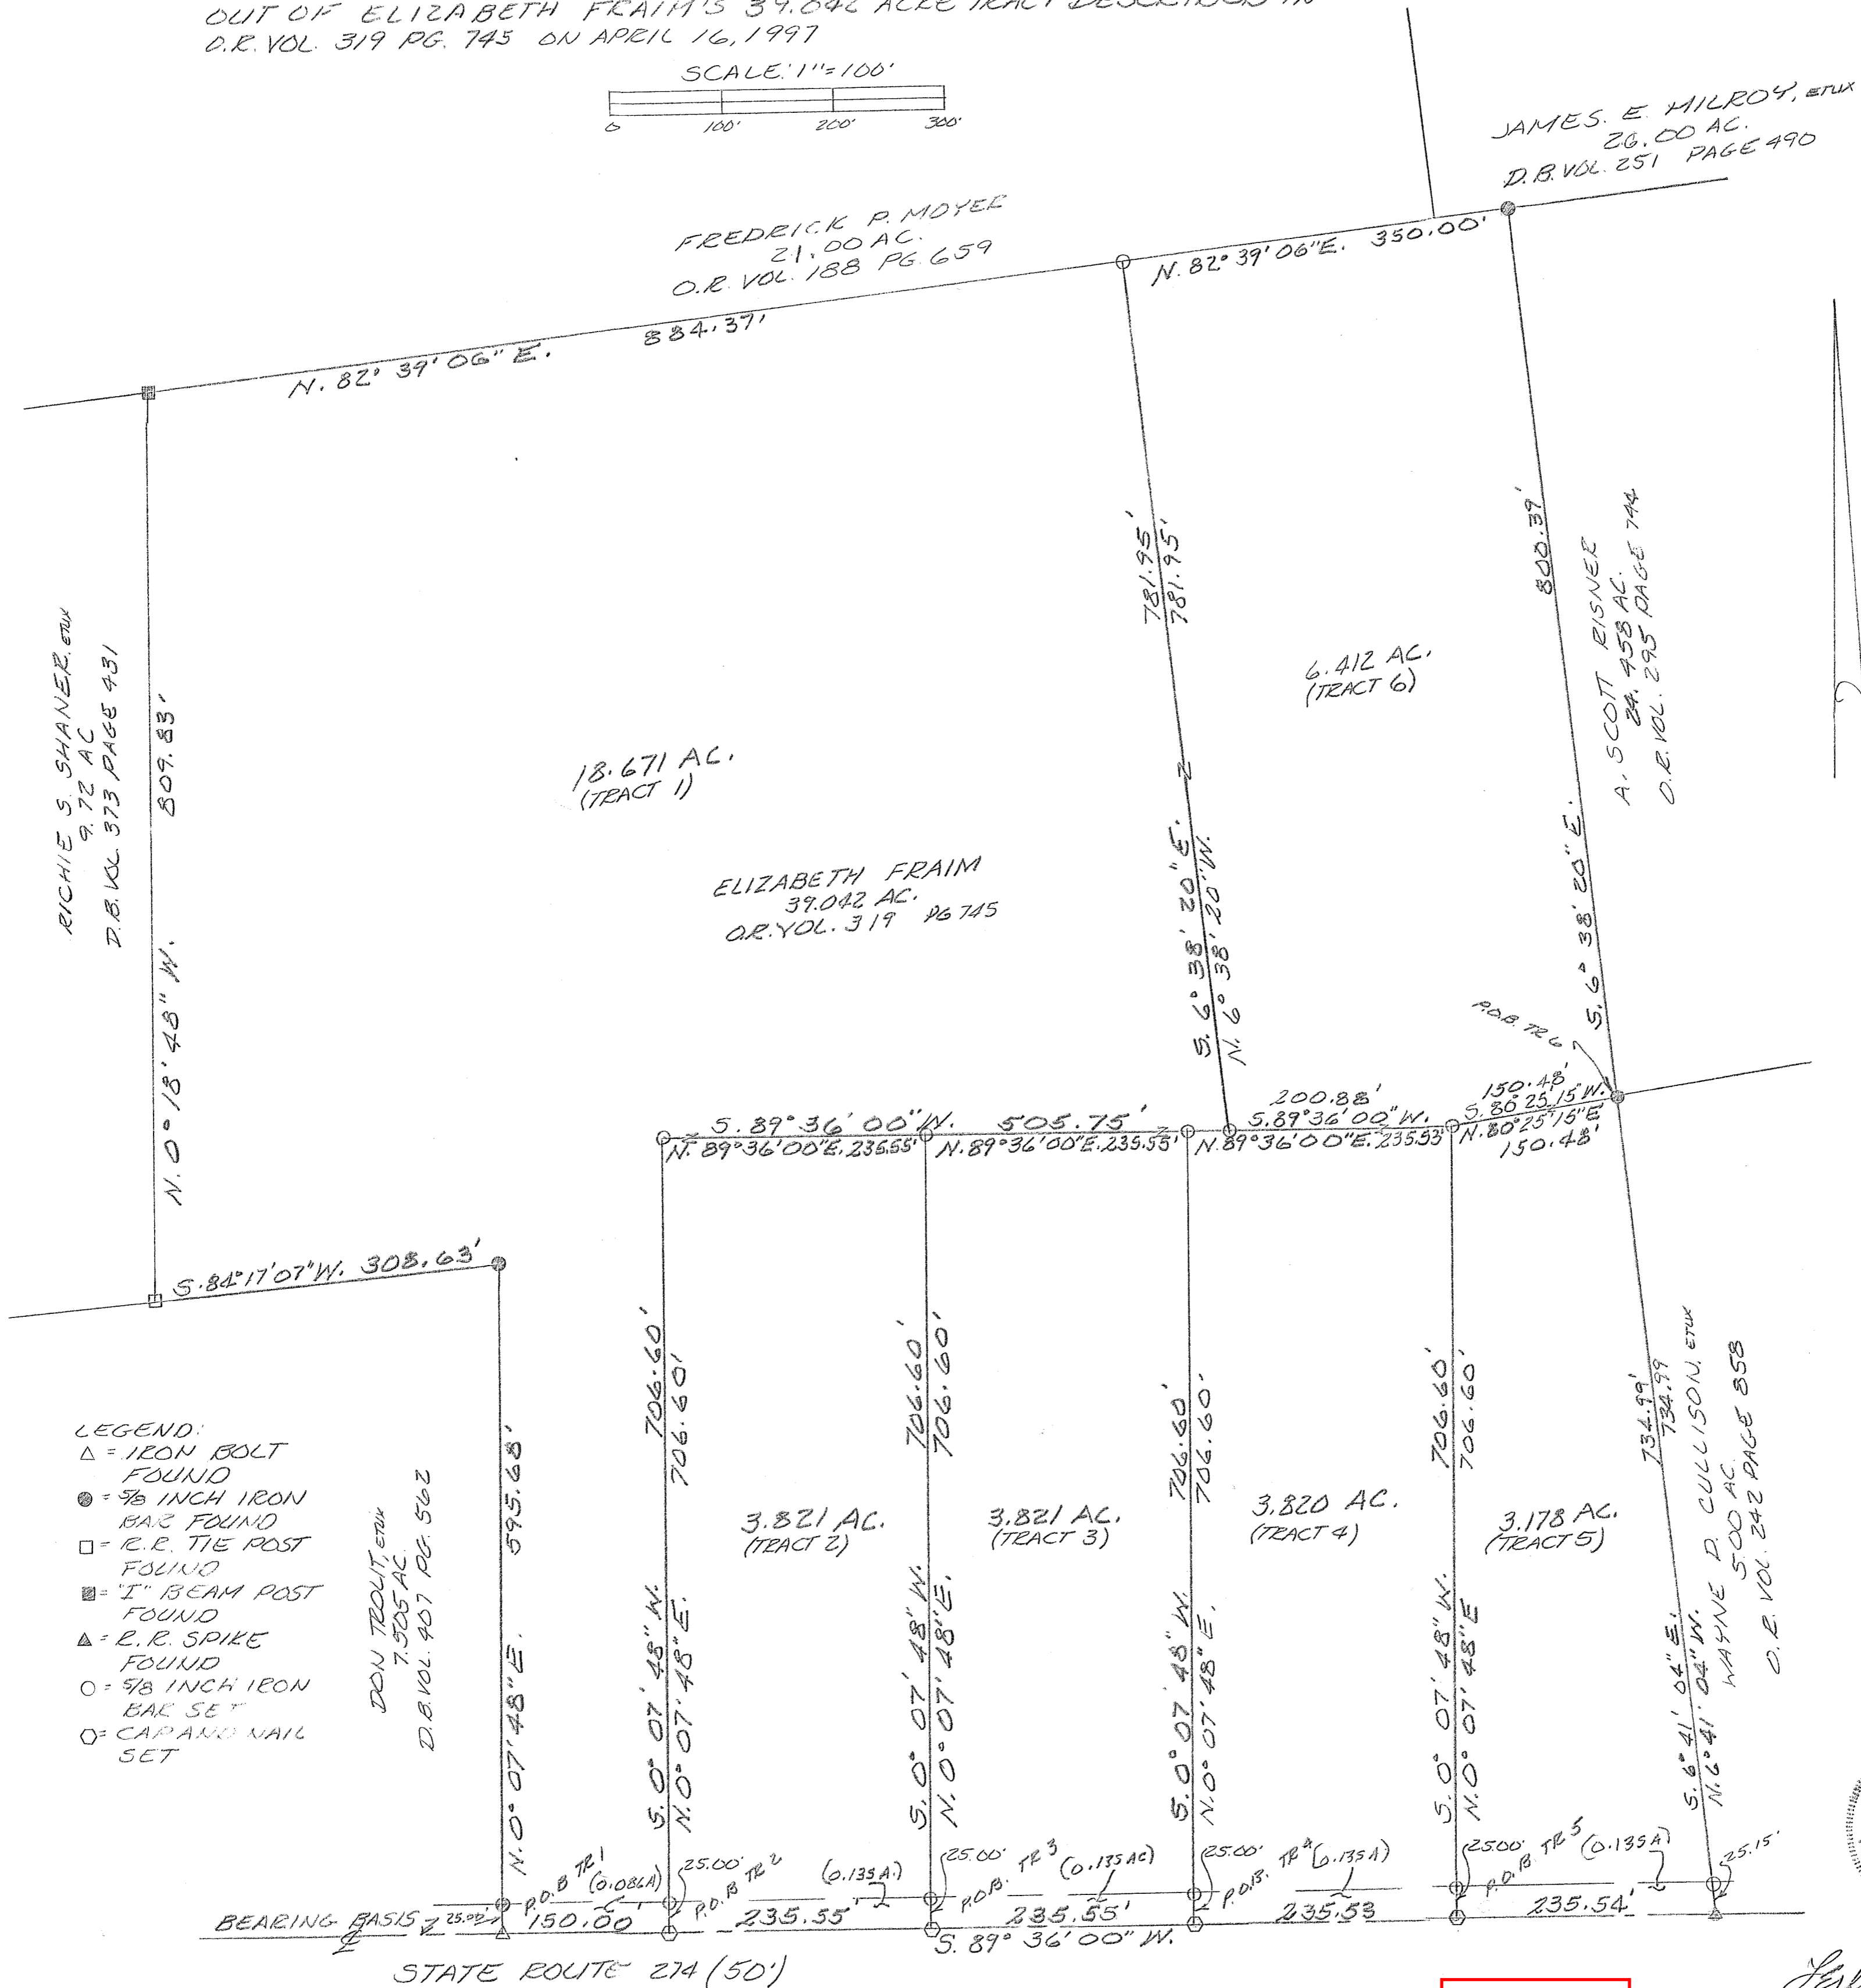 OUT OF ELIZABETH FRAIM'S 39.042 ACRE TRACT DESCRIBED IN
O.R. VOL. 319 PG. 745 ON APRIL 16, 1997
SCALE: 1"=100'
0 100' 200' 300'
JAMES. E. MILROY, ETUX
26.00 AC.
D.B. VOL. 251 PAGE 490
FREDRICK P. MOYER
21.00 AC.
O.R. VOL. 188 PG. 659
N. 82° 39' 06" E. 350.00'
N. 82° 39' 06" E. 884.37'
RICHIE S. SHANER, ETUX
9.72 AC
D.B. VOL. 373 PAGE 431
N. 0° 18' 48" W. 809.83'
781.95'
781.95'
S. 6° 38' 20" E.
N. 6° 38' 20" W.
6.412 AC.
(TRACT 6)
800.39'
S. 6° 38' 20" E.
A. SCOTT RISNER
24.458 AC.
O.R. VOL. 295 PAGE 744
18.671 AC.
(TRACT 1)
ELIZABETH FRAIM
39.042 AC.
O.R. VOL. 319 PG 745
P.O.B. TR 6
S. 89° 36' 00" W. 505.75'
200.88'
S. 89° 36' 00" W.
150.48'
S. 80° 25' 15" W.
N. 89° 36' 00" E. 235.55'
N. 89° 36' 00" E. 235.55'
N. 89° 36' 00" E. 235.53'
N. 80° 25' 15" E
150.48'
S. 84° 17' 07" W. 308.63'
N. 0° 07' 48" E. 595.68'
DON TROUT, ETUX
7.505 AC.
D.B. VOL. 407 PG. 562
LEGEND:
△ = IRON BOLT
FOUND
● = 5/8 INCH IRON
BAR FOUND
□ = R.R. TIE POST
FOUND
■ = "I" BEAM POST
FOUND
▲ = R.R. SPIKE
FOUND
○ = 5/8 INCH IRON
BAR SET
⬡ = CAP AND NAIL
SET
S. 0° 07' 48" W. 706.60'
N. 0° 07' 48" E. 706.60'
3.821 AC.
(TRACT 2)
S. 0° 07' 48" W. 706.60'
N. 0° 07' 48" E. 706.60'
3.821 AC.
(TRACT 3)
S. 0° 07' 48" W. 706.60'
N. 0° 07' 48" E. 706.60'
3.820 AC.
(TRACT 4)
S. 0° 07' 48" W. 706.60'
N. 0° 07' 48" E 706.60'
3.178 AC.
(TRACT 5)
S. 6° 41' 04" E. 734.99'
N. 6° 41' 04" W. 734.99
WAYNE D. CULLISON, ETUX
5.00 AC.
O.R. VOL. 242 PAGE 858
P.O.B TR 1 (0.086A)
25.00' P.O.B TR 2 (0.135A.)
25.00' P.O.B. TR 3 (0.135 AC)
25.00' P.O.B. TR 4 (0.135A)
25.00' P.O.B. TR 5 (0.135A)
25.15'
BEARING BASIS 25.00' 150.00' 235.55' 235.55' 235.53 235.54'
S. 89° 36' 00" W.
STATE ROUTE 274 (50')